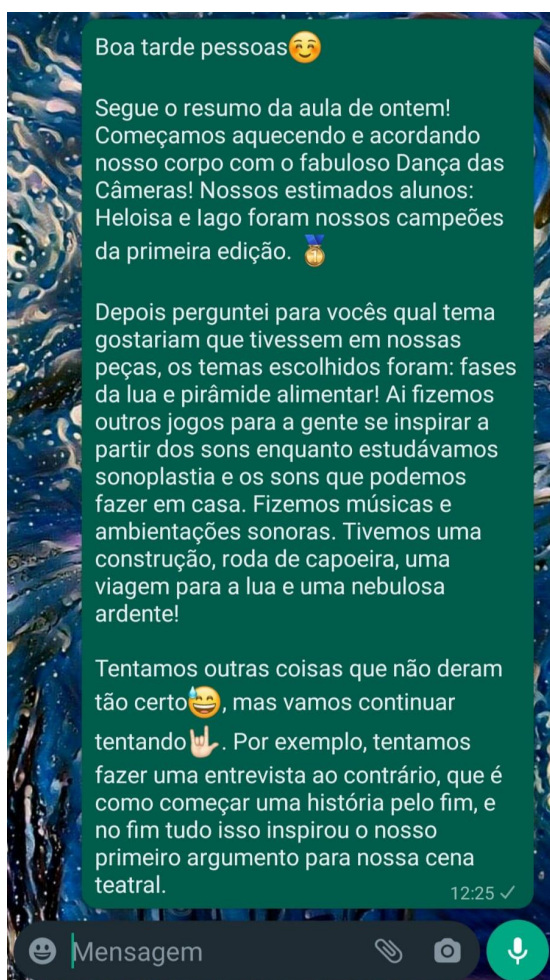 Boa tarde pessoas☺️
Segue o resumo da aula de ontem!
Começamos aquecendo e acordando
nosso corpo com o fabuloso Dança das
Câmeras! Nossos estimados alunos:
Heloisa e Iago foram nossos campeões
da primeira edição. 🥇
Depois perguntei para vocês qual tema
gostariam que tivessem em nossas
peças, os temas escolhidos foram: fases
da lua e pirâmide alimentar! Ai fizemos
outros jogos para a gente se inspirar a
partir dos sons enquanto estudávamos
sonoplastia e os sons que podemos
fazer em casa. Fizemos músicas e
ambientações sonoras. Tivemos uma
construção, roda de capoeira, uma
viagem para a lua e uma nebulosa
ardente!
Tentamos outras coisas que não deram
tão certo😅, mas vamos continuar
tentando🤟🏻. Por exemplo, tentamos
fazer uma entrevista ao contrário, que é
como começar uma história pelo fim, e
no fim tudo isso inspirou o nosso
primeiro argumento para nossa cena
teatral.
12:25
Mensagem